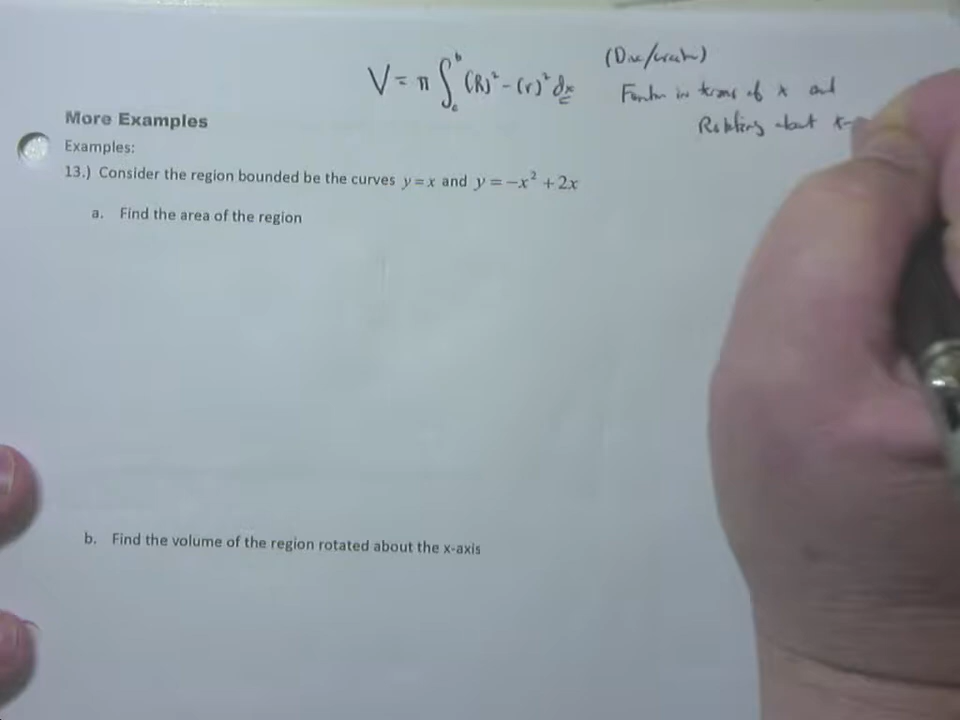 V = π ∫ₐᵇ (R)² - (r)² dx
(Disc/washer)
Function in terms of x and
Rotating about x-
More Examples
Examples:
13.) Consider the region bounded be the curves y = x and y = −x² + 2x
a. Find the area of the region
b. Find the volume of the region rotated about the x-axis